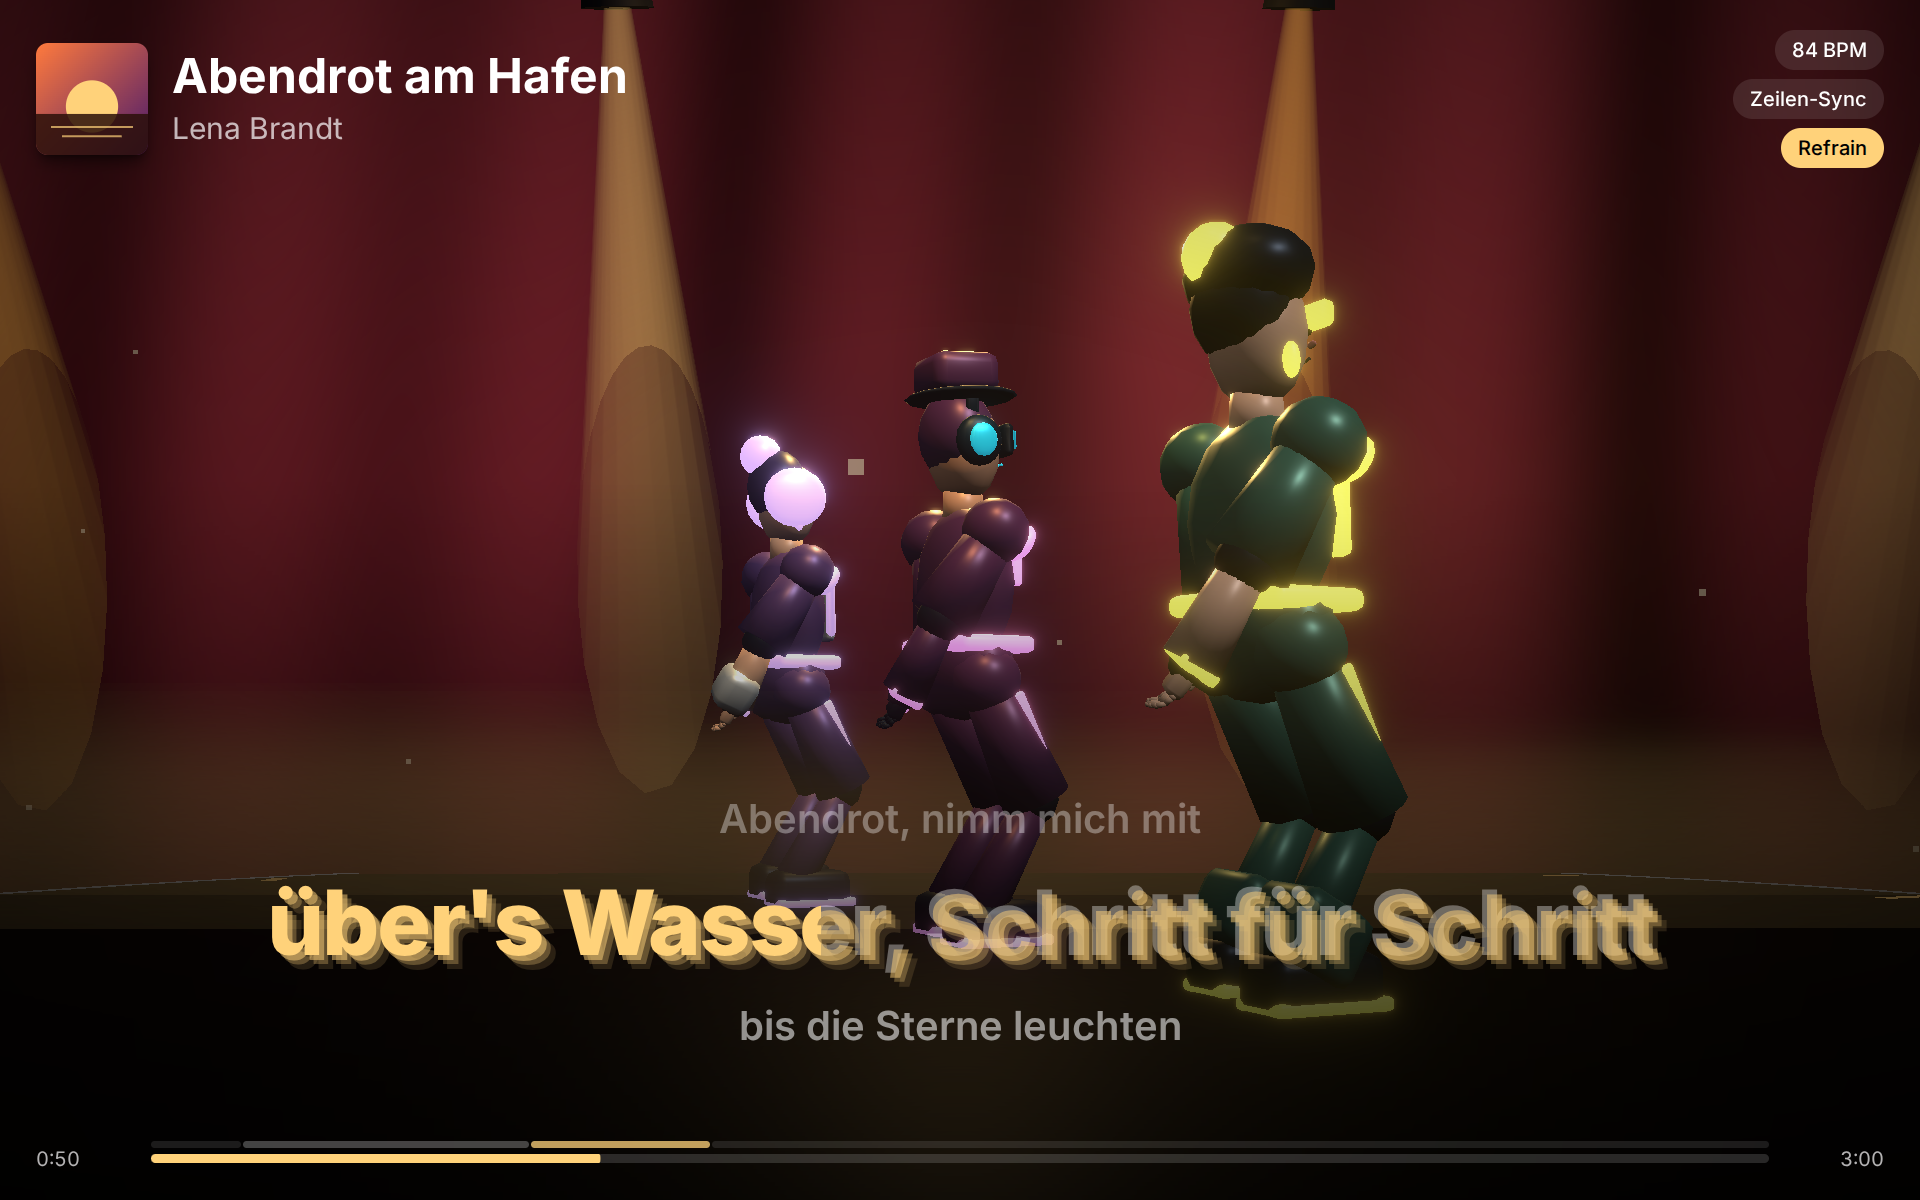 Abendrot am Hafen
Lena Brandt
84 BPM
Zeilen-Sync
Refrain
Abendrot, nimm mich mit
über's Wasser, Schritt für Schritt
bis die Sterne leuchten
0:50
3:00